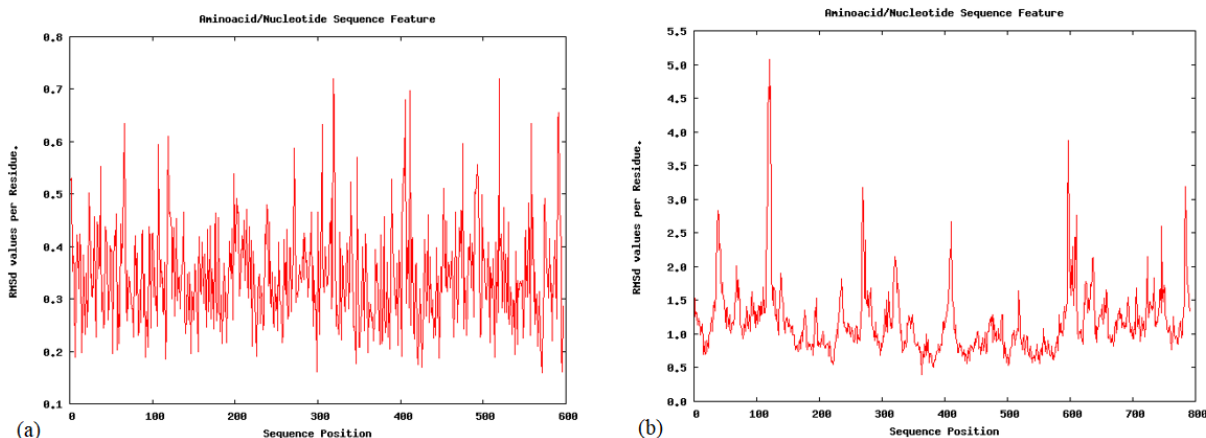 Aminoacid/Nucleotide Sequence Feature
0.8
0.7
0.6
0.5
0.4
0.3
0.2
0.1
RMSd values per Residue.
0 100 200 300 400 500 600
Sequence Position
(a)
Aminoacid/Nucleotide Sequence Feature
5.5
5.0
4.5
4.0
3.5
3.0
2.5
2.0
1.5
1.0
0.5
0.0
RMSd values per Residue.
0 100 200 300 400 500 600 700 800
Sequence Position
(b)